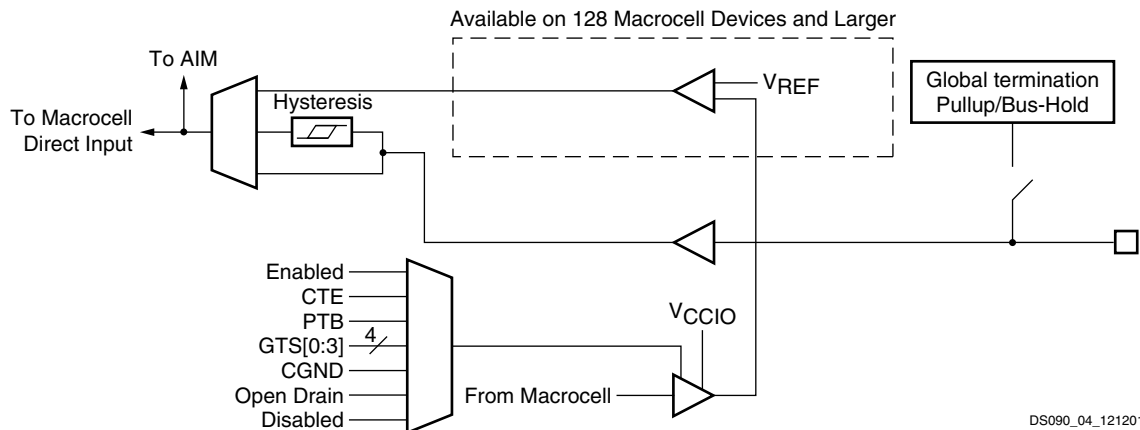 Available on 128 Macrocell Devices and Larger
To AIM
VREF
Global termination
Pullup/Bus-Hold
Hysteresis
To Macrocell
Direct Input
Enabled
CTE
PTB
GTS[0:3]
4
CGND
Open Drain
Disabled
VCCIO
From Macrocell
DS090_04_121201